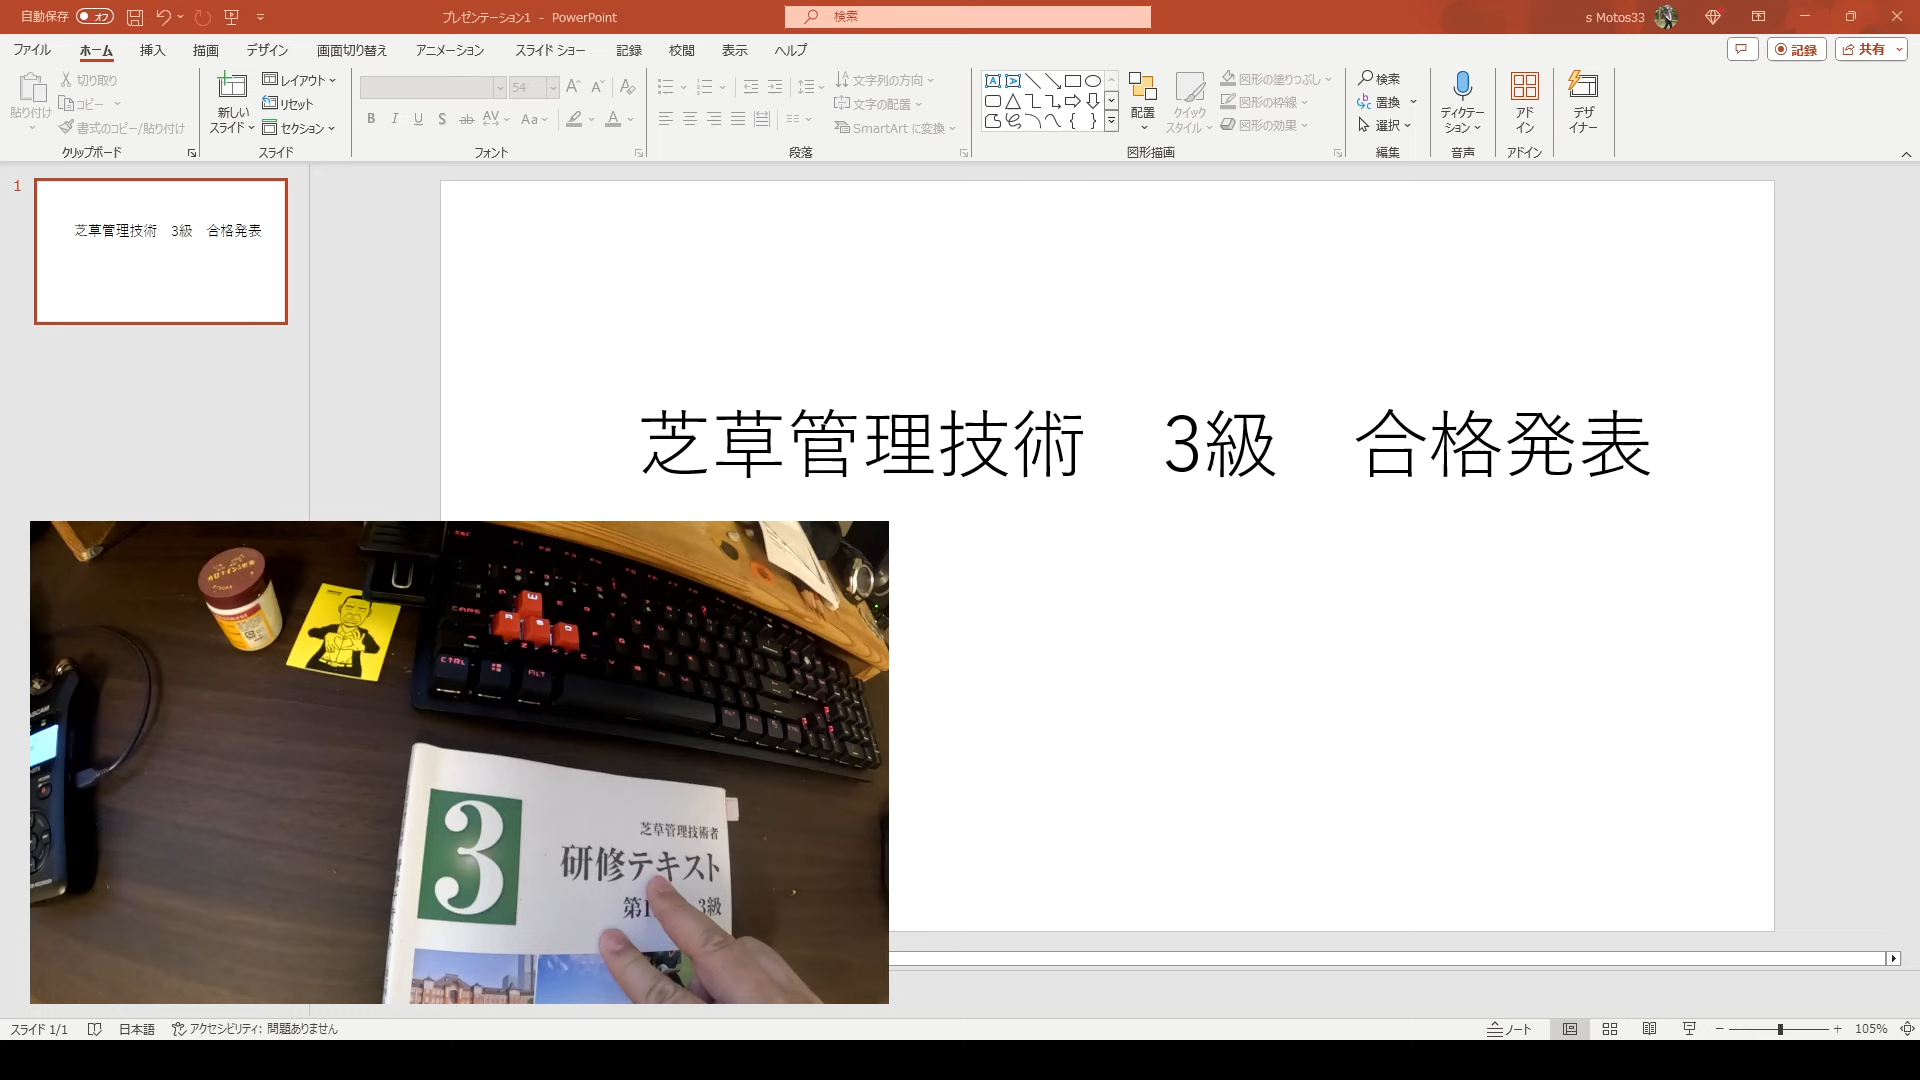 自動保存 オフ プレゼンテーション1 - PowerPoint 検索 s Motos33
ファイル ホーム 挿入 描画 デザイン 画面切り替え アニメーション スライド ショー 記録 校閲 表示 ヘルプ 記録 共有
貼り付け 切り取り コピー 書式のコピー/貼り付け クリップボード
新しい スライド レイアウト リセット セクション スライド
54 B I U S ab AV Aa A フォント
文字列の方向 文字の配置 SmartArt に変換 段落
配置 クイック スタイル 図形の塗りつぶし 図形の枠線 図形の効果 図形描画
検索 置換 選択 編集
ディクテーション 音声
アドイン アドイン
デザイナー
1
芝草管理技術 3級 合格発表
芝草管理技術 3級 合格発表
CAPS
W
A S D
Z
CTRL ALT
3
芝草管理技術者
研修テキスト
3級
スライド 1/1 日本語 アクセシビリティ: 問題ありません ノート 105%